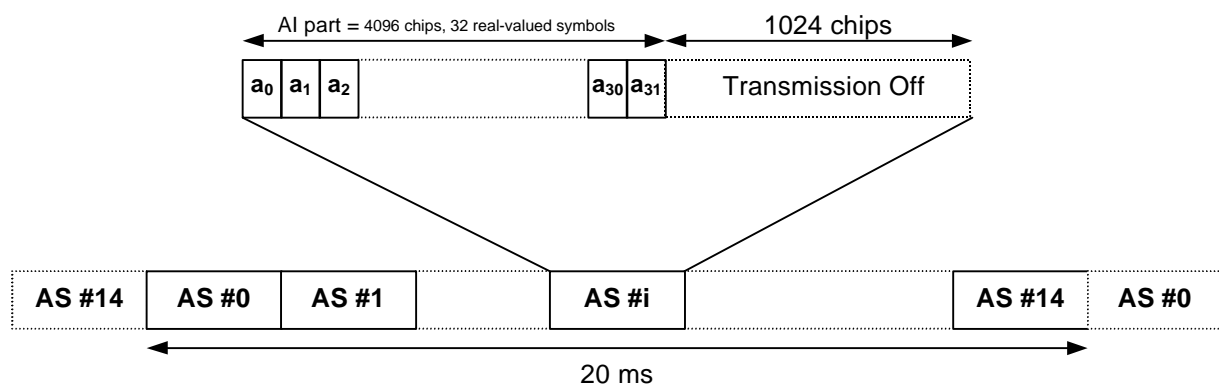 AI part = 4096 chips, 32 real-valued symbols
1024 chips
a0 a1 a2 a30 a31 Transmission Off
AS #14 AS #0 AS #1 AS #i AS #14 AS #0
20 ms